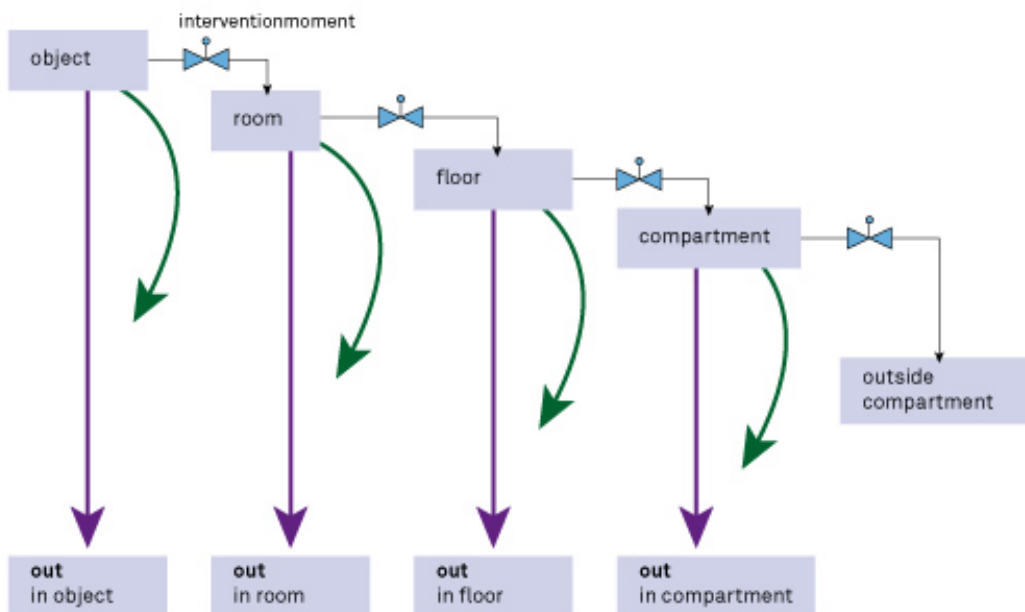 interventionmoment
object
room
floor
compartment
outside
compartment
out
in object
out
in room
out
in floor
out
in compartment